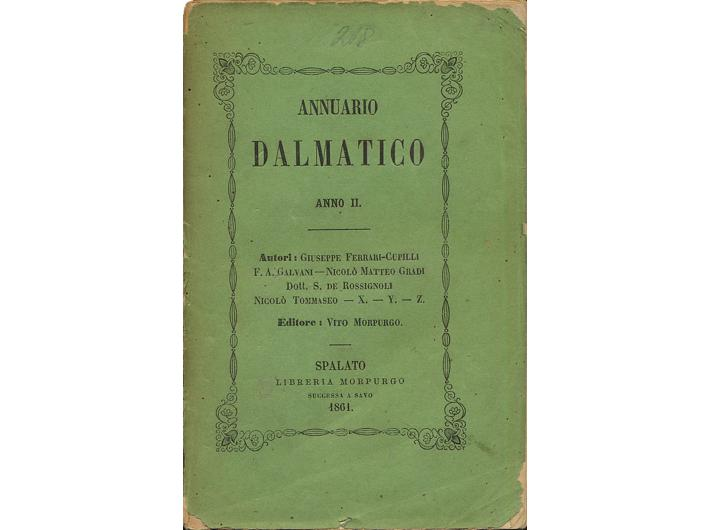 268
ANNUARIO
DALMATICO
ANNO II.
Autori: GIUSEPPE FERRARI-CUPILLI
F. A. GALVANI—NICOLÒ MATTEO GRADI
DOTT. S. DE ROSSIGNOLI
NICOLÒ TOMMASEO — X. — Y. — Z.
Editore: VITO MORPURGO.
SPALATO
LIBRERIA MORPURGO
SUCCESSA A SAVO
1861.